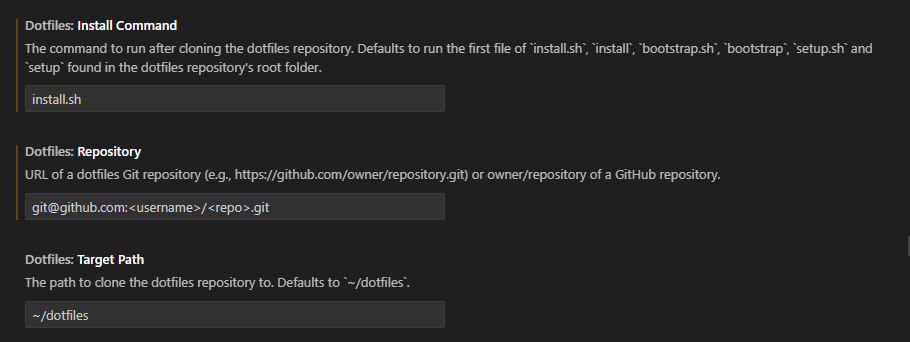 Dotfiles: Install Command
The command to run after cloning the dotfiles repository. Defaults to run the first file of `install.sh`, `install`, `bootstrap.sh`, `bootstrap`, `setup.sh` and
`setup` found in the dotfiles repository's root folder.
install.sh
Dotfiles: Repository
URL of a dotfiles Git repository (e.g., https://github.com/owner/repository.git) or owner/repository of a GitHub repository.
git@github.com:<username>/<repo>.git
Dotfiles: Target Path
The path to clone the dotfiles repository to. Defaults to `~/dotfiles`.
~/dotfiles